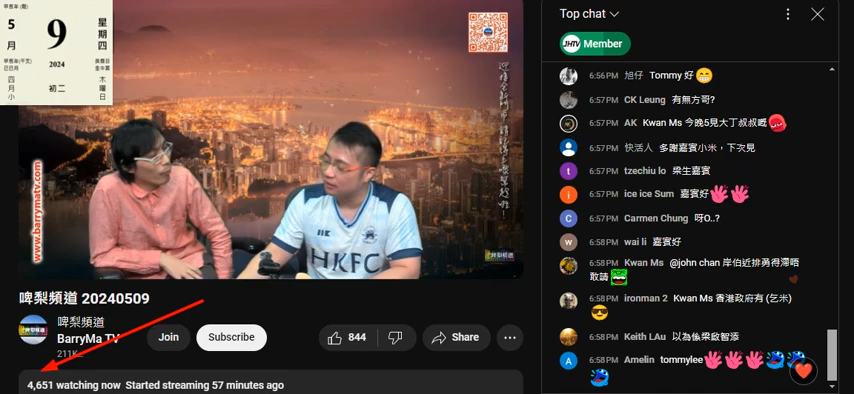 甲辰年(龍)
5
月
9
星
期
四
2024
四
月
小
初二
木
曜
日
www.barrymatv.com
HKFC
啤梨頻道 20240509
啤梨頻道
BarryMa TV
211K
Join
Subscribe
844
Share
4,651 watching now Started streaming 57 minutes ago
Top chat
JHTV Member
6:56PM 旭仔 Tommy 好😁
6:57PM CK Leung 有無方哥?
6:57PM AK Kwan Ms 今晚5見大丁叔叔嘅
6:57PM 快活人 多謝嘉賓小米，下次見
6:57PM tzechiu lo 梁生嘉賓
6:57PM ice ice Sum 嘉賓好
6:57PM Carmen Chung 呀O..?
6:58PM wai li 嘉賓好
6:58PM Kwan Ms @john chan 岸伯近排勇得滯唔
敢請
6:58PM ironman 2 Kwan Ms 香港政府有 (乞米)
😎
6:58PM Keith LAu 以為係梁啟智添
6:58PM Amelin tommylee